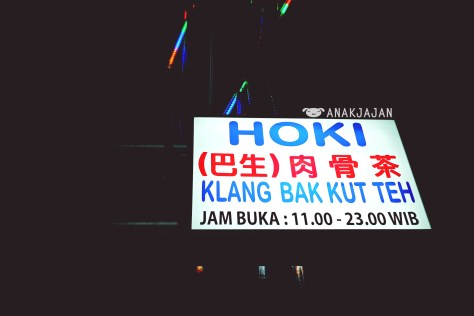 ANAKJAJAN
HOKI
(巴生) 肉骨茶
KLANG BAK KUT TEH
JAM BUKA : 11.00 - 23.00 WIB